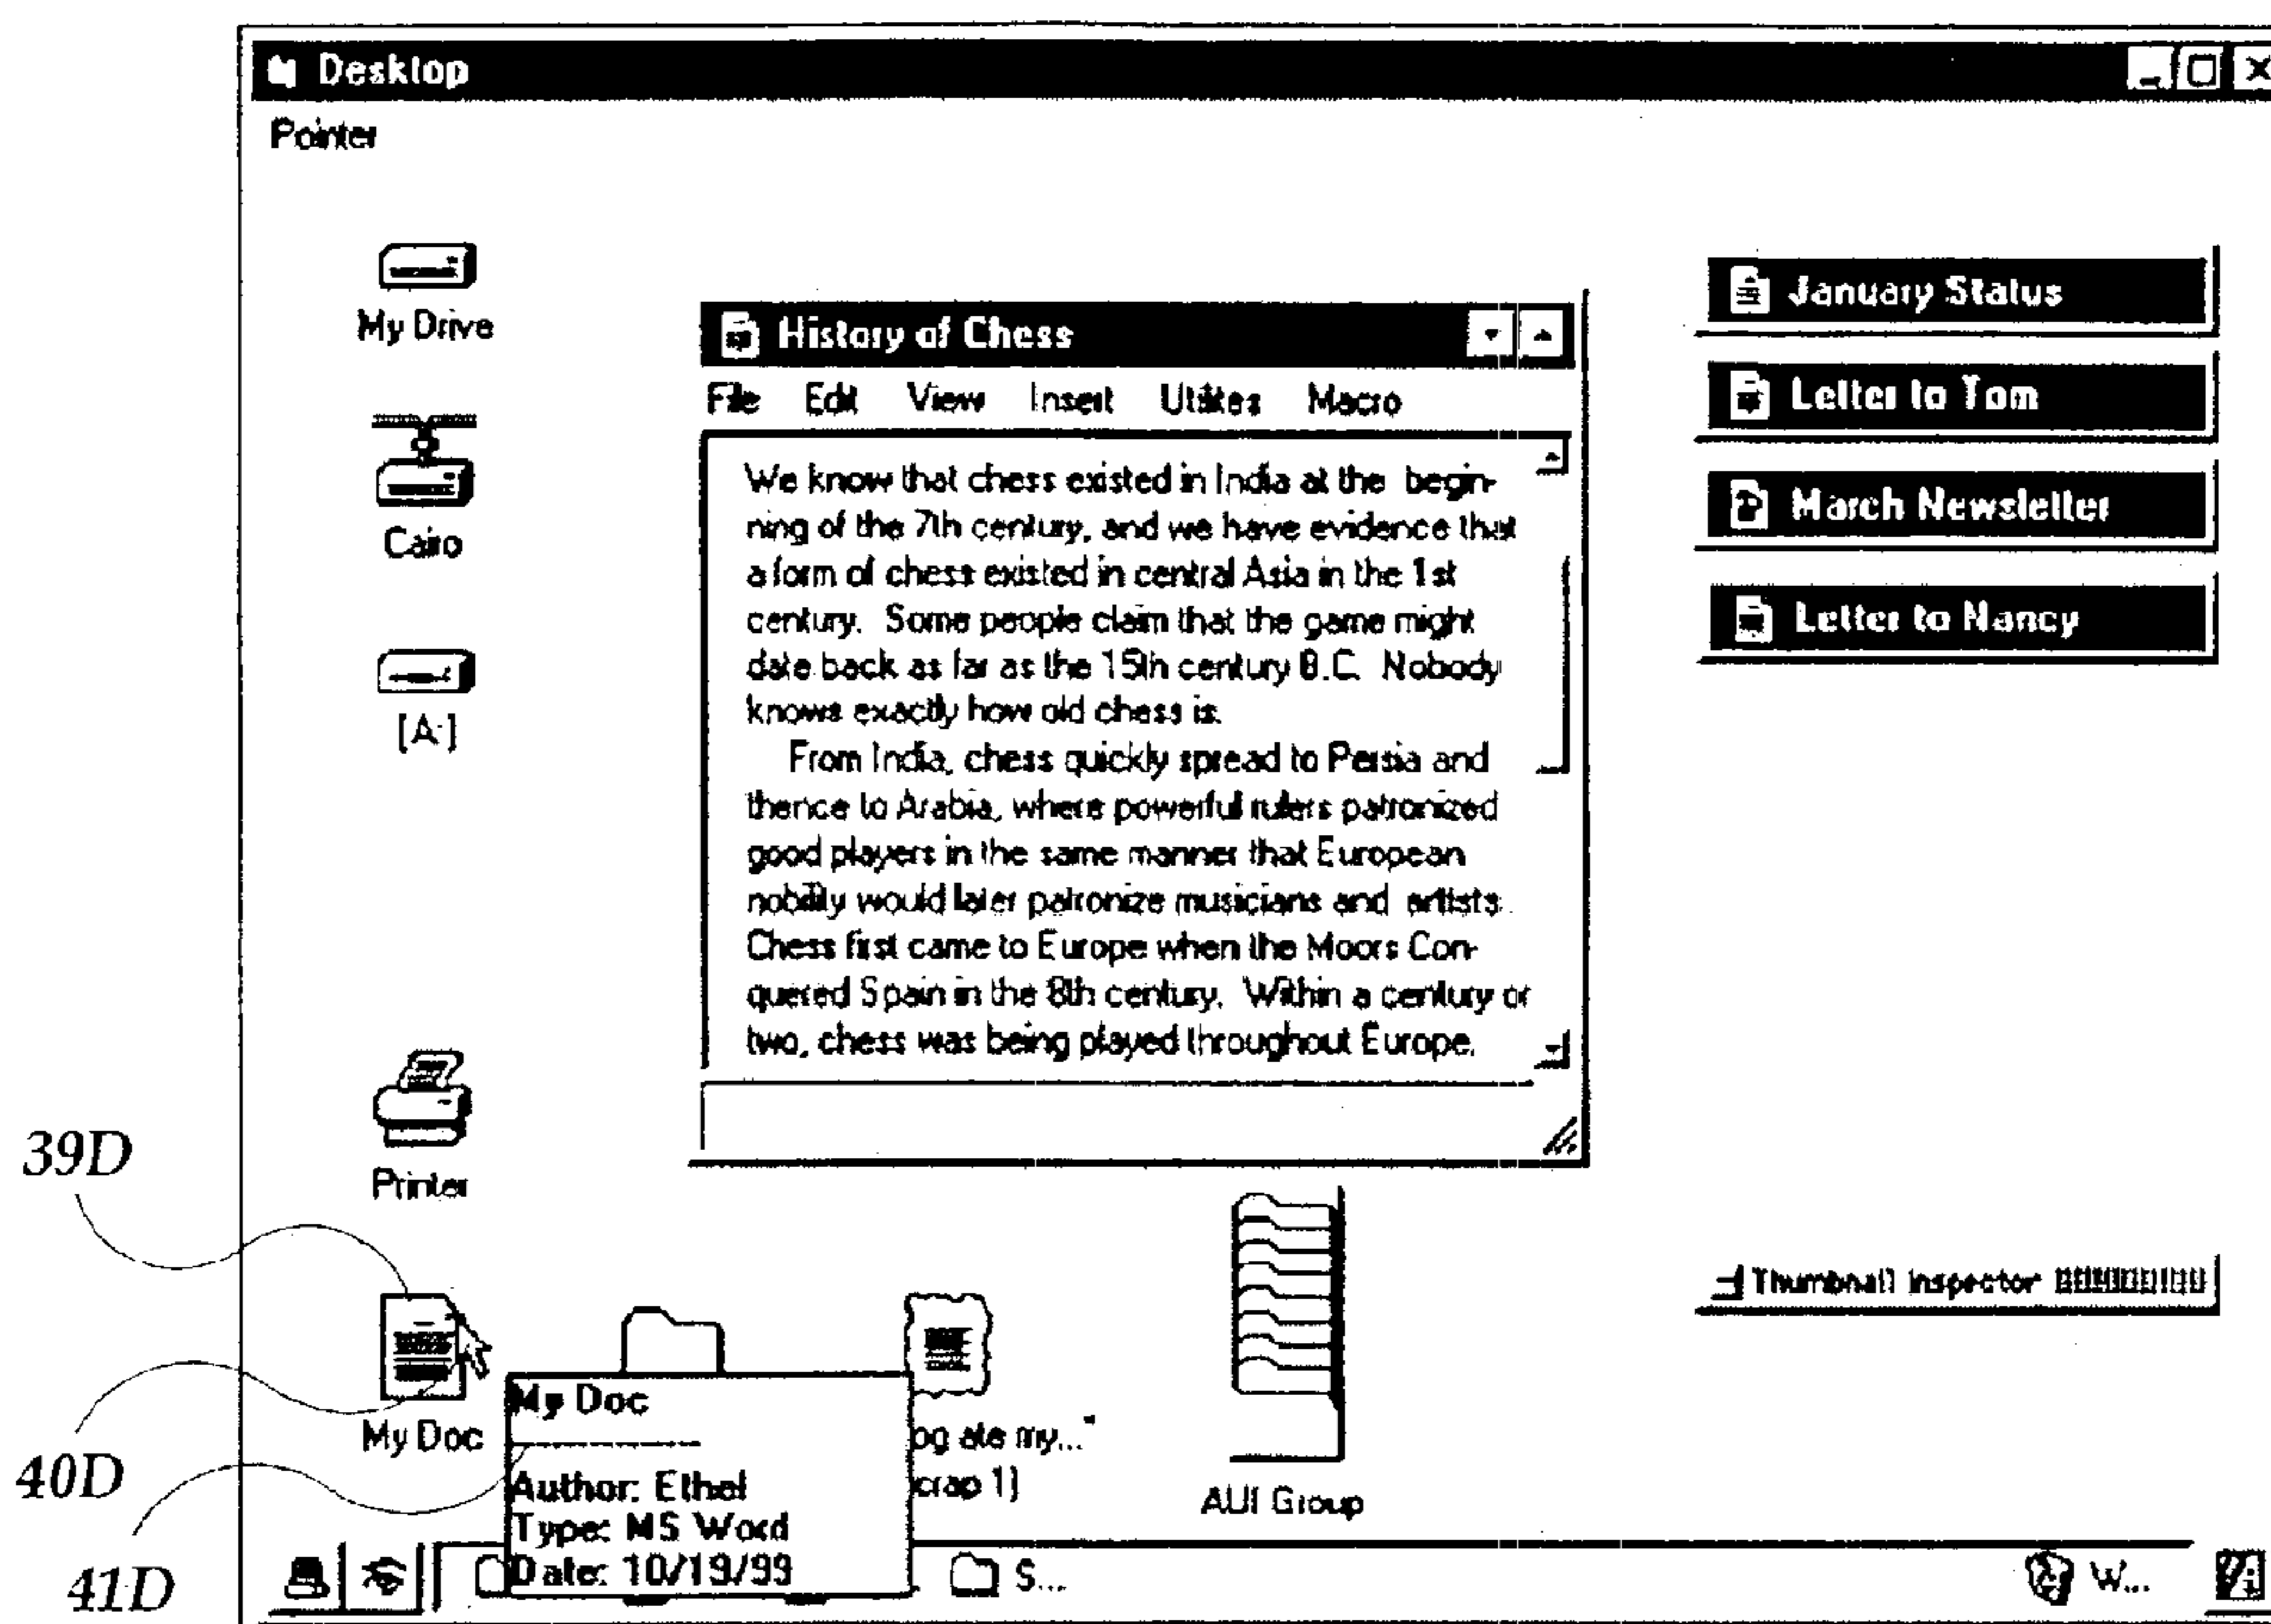 Desktop
Pointer
My Drive
Cairo
[A:]
Printer
My Doc
History of Chess
File Edit View Insert Utilities Macro
We know that chess existed in India at the begin-
ning of the 7th century, and we have evidence that
a form of chess existed in central Asia in the 1st
century. Some people claim that the game might
date back as far as the 15th century B.C. Nobody
knows exactly how old chess is.
From India, chess quickly spread to Persia and
thence to Arabia, where powerful rulers patronized
good players in the same manner that European
nobility would later patronize musicians and artists.
Chess first came to Europe when the Moors Con-
quered Spain in the 8th century. Within a century or
two, chess was being played throughout Europe.
January Status
Letter to Tom
March Newsletter
Letter to Nancy
Thumbnail Inspector
My Doc
Author: Ethel
Type: MS Word
Date: 10/19/99
og ate my..."
crap 1]
AUI Group
S...
W...
39D
40D
41D